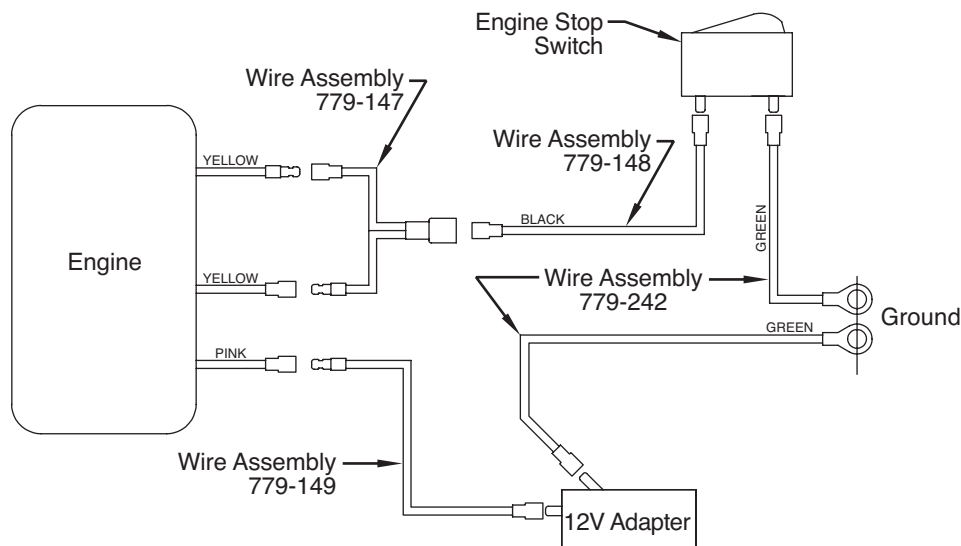 Engine Stop
Switch
Wire Assembly
779-147
Wire Assembly
779-148
YELLOW
BLACK
GREEN
Engine
YELLOW
Wire Assembly
779-242
GREEN
Ground
PINK
Wire Assembly
779-149
12V Adapter